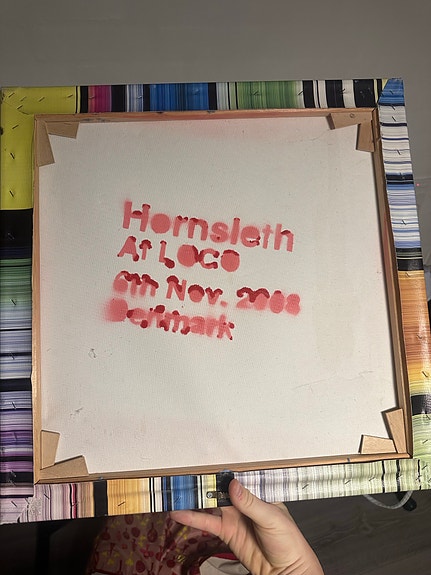 Hornsleth
At LOCO
6th Nov. 2008
Denmark